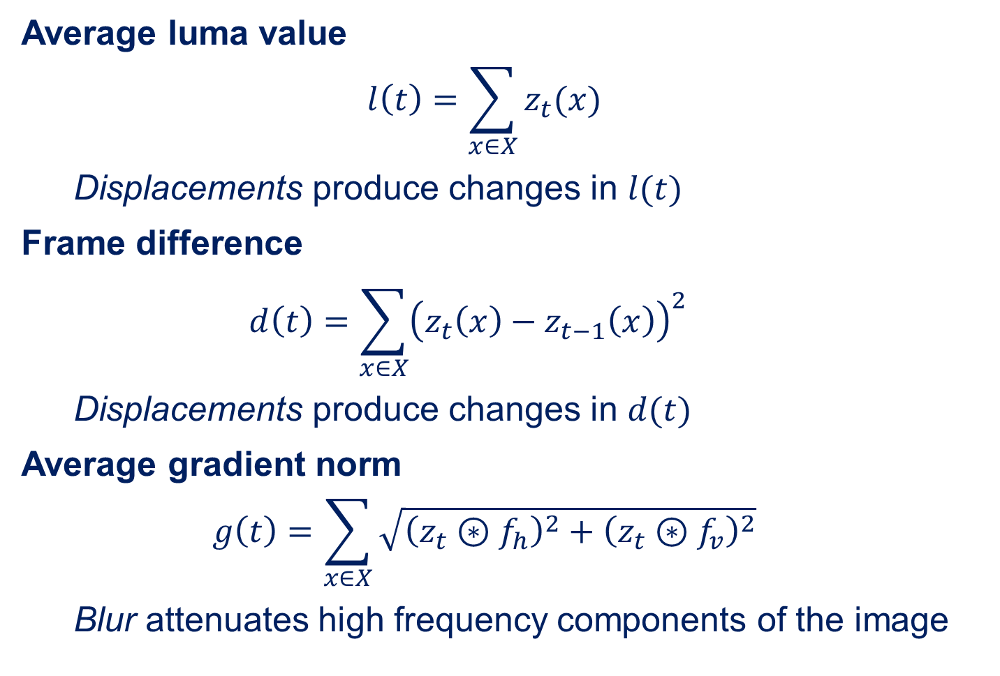 Average luma value
$l(t) = \sum_{x \in X} z_t(x)$
Displacements produce changes in $l(t)$
Frame difference
$d(t) = \sum_{x \in X} \left( z_t(x) - z_{t-1}(x) \right)^2$
Displacements produce changes in $d(t)$
Average gradient norm
$g(t) = \sum_{x \in X} \sqrt{(z_t \circledast f_h)^2 + (z_t \circledast f_v)^2}$
Blur attenuates high frequency components of the image